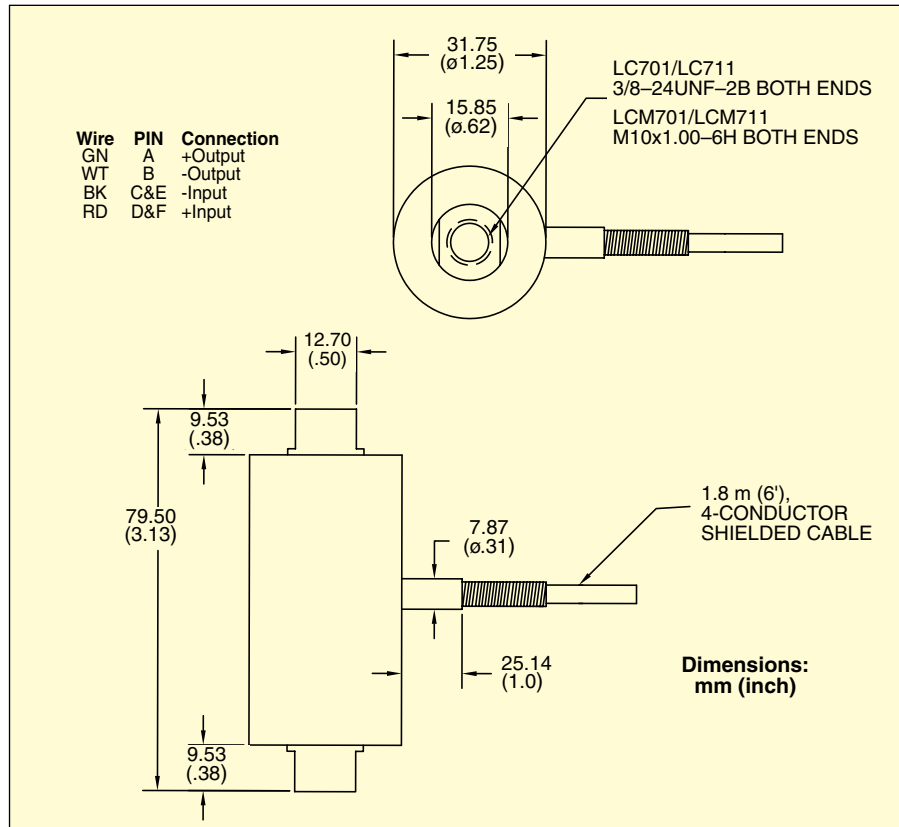 31.75
(ø1.25)
LC701/LC711
3/8–24UNF–2B BOTH ENDS
15.85
(ø.62)
LCM701/LCM711
M10x1.00–6H BOTH ENDS
Wire PIN Connection
GN A +Output
WT B -Output
BK C&E -Input
RD D&F +Input
12.70
(.50)
9.53
(.38)
79.50
(3.13)
7.87
(ø.31)
1.8 m (6'),
4-CONDUCTOR
SHIELDED CABLE
25.14
(1.0)
Dimensions:
mm (inch)
9.53
(.38)